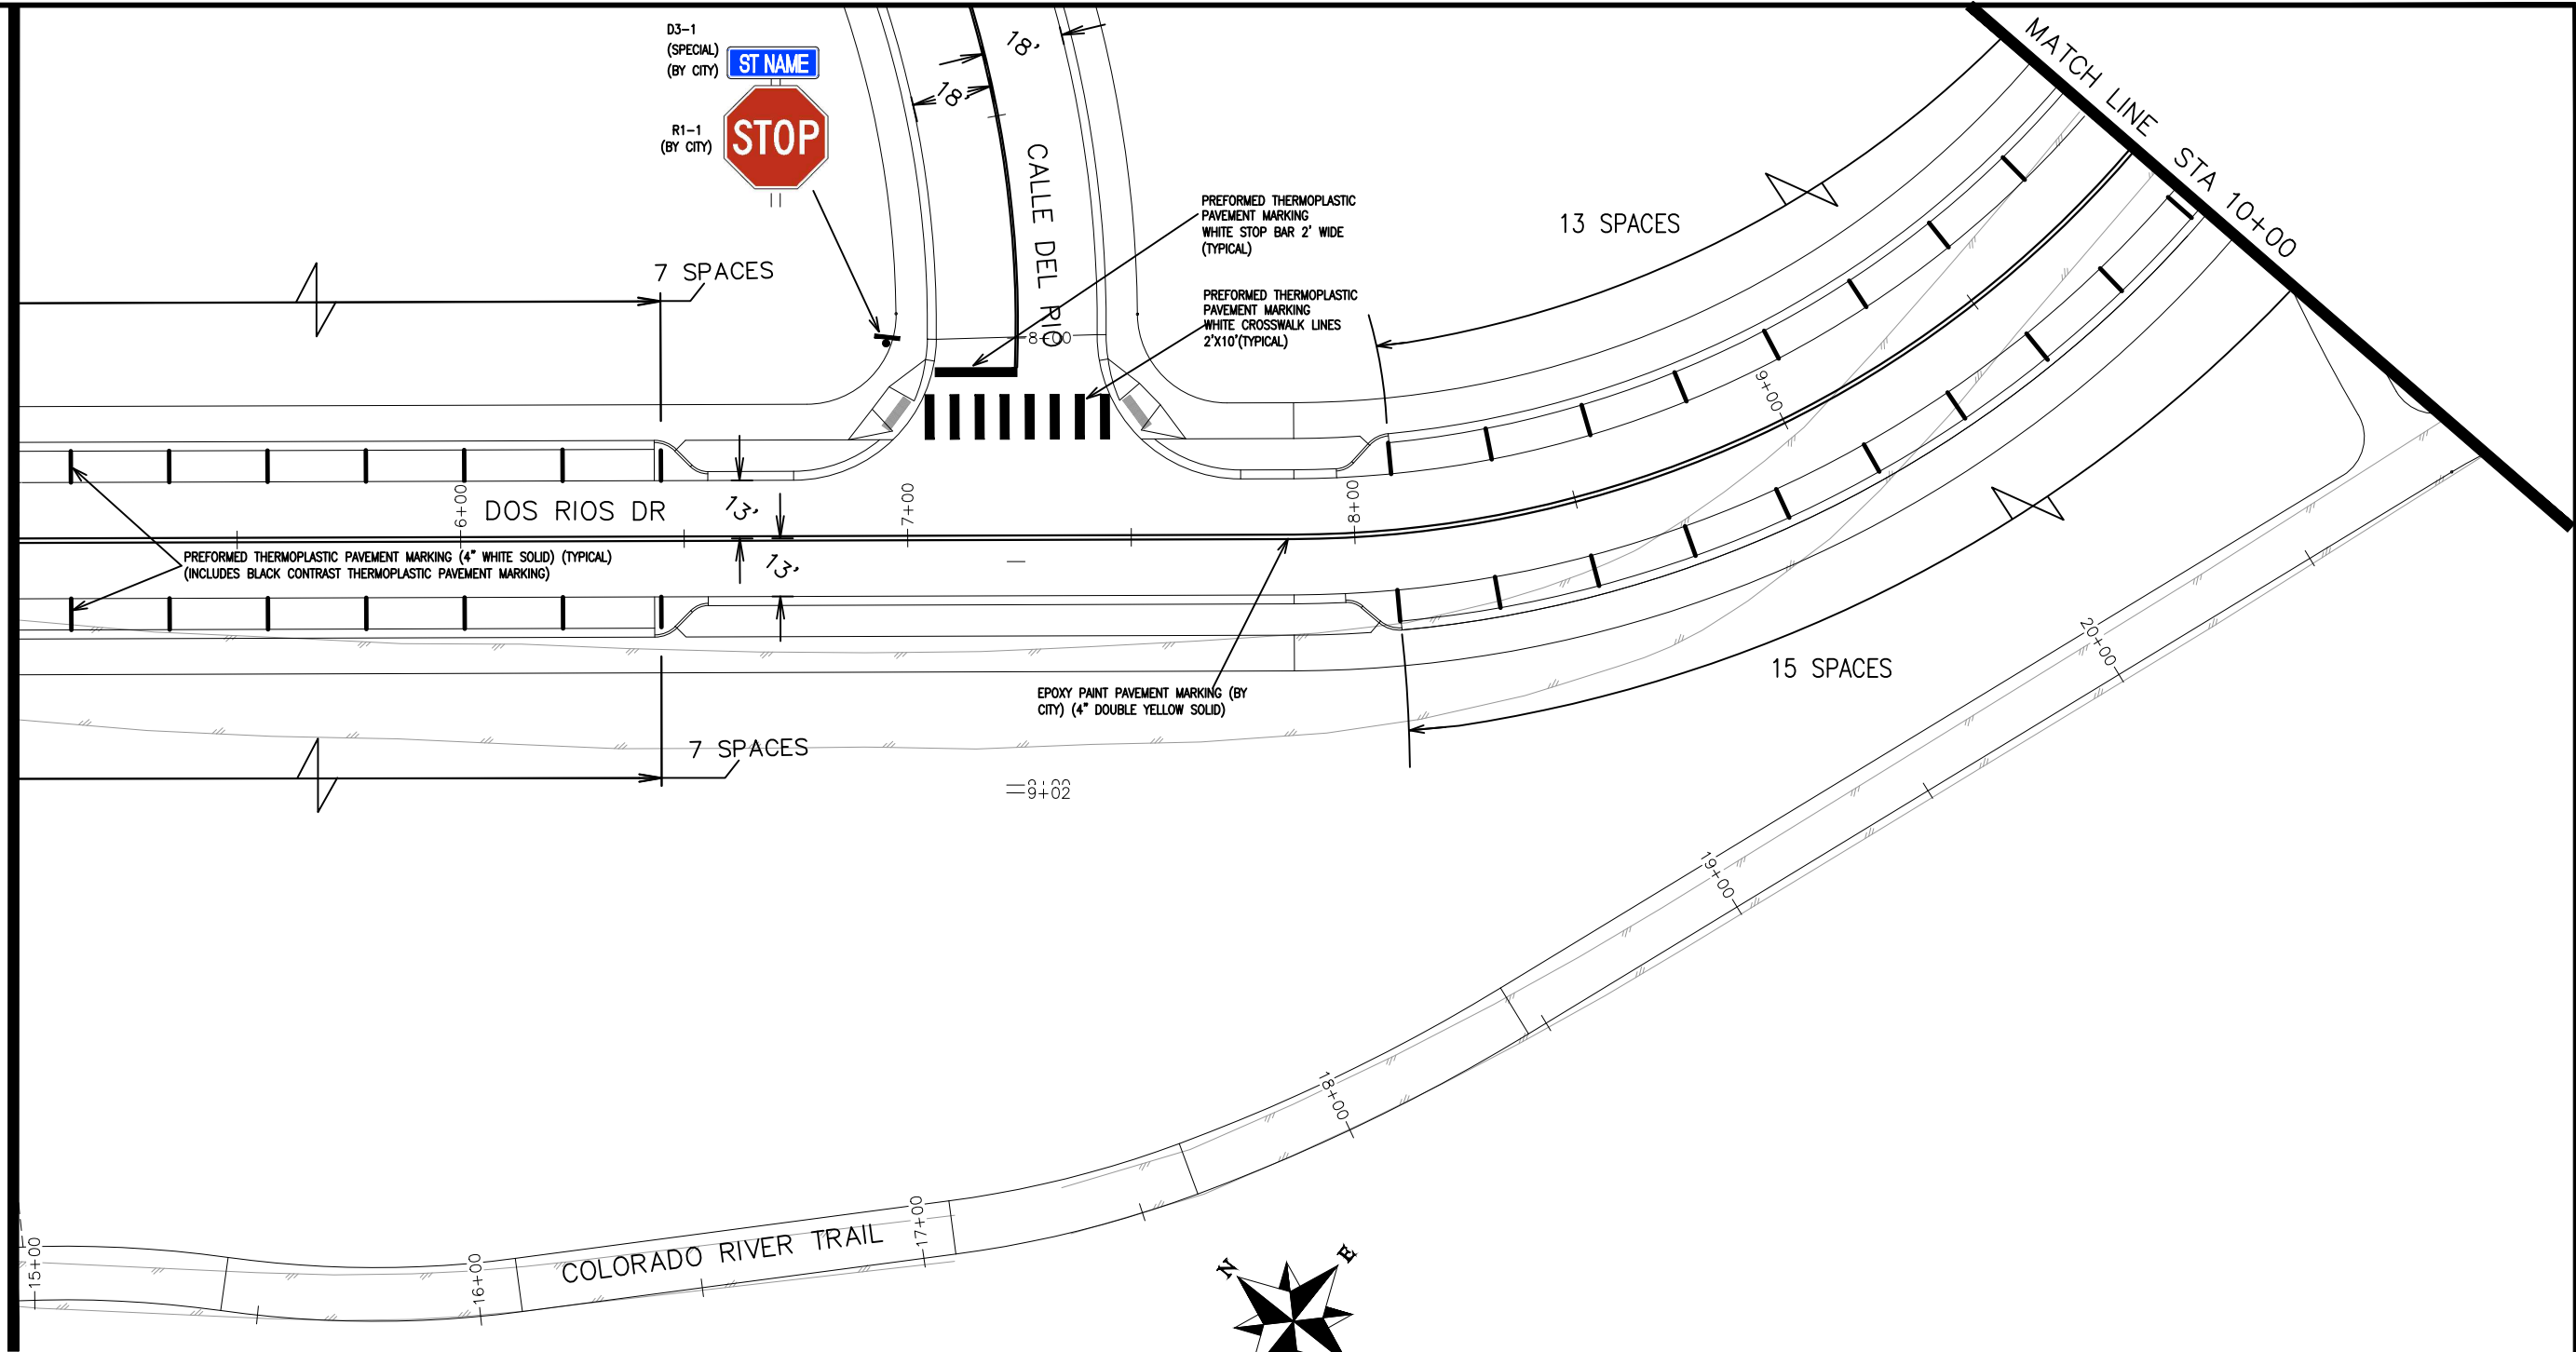 D3-1
(SPECIAL)
(BY CITY)
ST NAME
R1-1
(BY CITY)
STOP
18'
18'
CALLE DEL RIO
MATCH LINE STA 10+00
PREFORMED THERMOPLASTIC
PAVEMENT MARKING
WHITE STOP BAR 2' WIDE
(TYPICAL)
13 SPACES
7 SPACES
PREFORMED THERMOPLASTIC
PAVEMENT MARKING
WHITE CROSSWALK LINES
2'X10'(TYPICAL)
8+00
9+00
6+00
DOS RIOS DR
13'
7+00
8+00
13'
PREFORMED THERMOPLASTIC PAVEMENT MARKING (4" WHITE SOLID) (TYPICAL)
(INCLUDES BLACK CONTRAST THERMOPLASTIC PAVEMENT MARKING)
EPOXY PAINT PAVEMENT MARKING (BY
CITY) (4" DOUBLE YELLOW SOLID)
15 SPACES
7 SPACES
9+02
20+00
19+00
18+00
17+00
COLORADO RIVER TRAIL
16+00
15+00
N
E